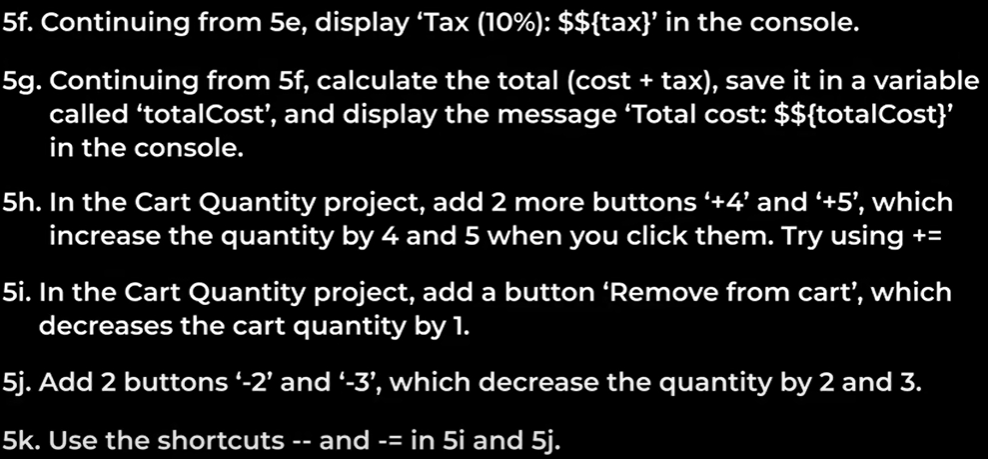 5f. Continuing from 5e, display ‘Tax (10%): $${tax}’ in the console.
5g. Continuing from 5f, calculate the total (cost + tax), save it in a variable
called ‘totalCost’, and display the message ‘Total cost: $${totalCost}’
in the console.
5h. In the Cart Quantity project, add 2 more buttons ‘+4’ and ‘+5’, which
increase the quantity by 4 and 5 when you click them. Try using +=
5i. In the Cart Quantity project, add a button ‘Remove from cart’, which
decreases the cart quantity by 1.
5j. Add 2 buttons ‘-2’ and ‘-3’, which decrease the quantity by 2 and 3.
5k. Use the shortcuts -- and -= in 5i and 5j.